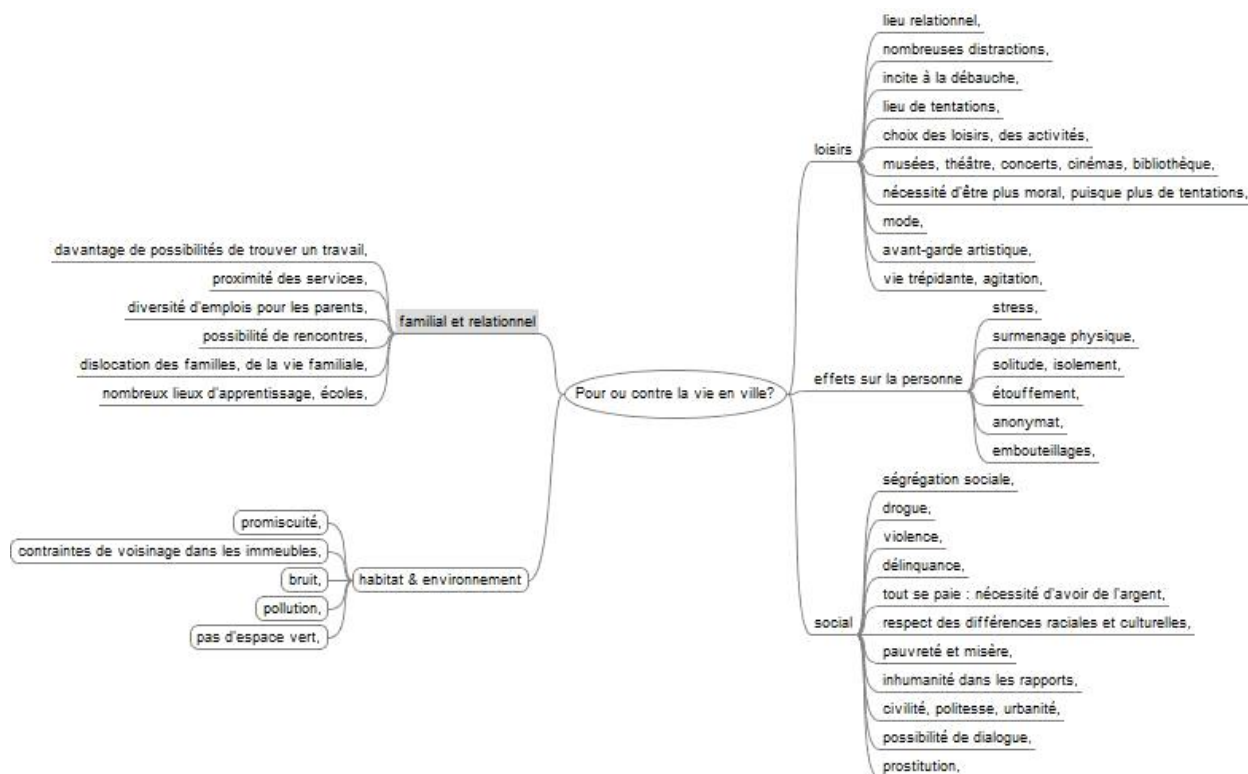 lieu relationnel,
nombreuses distractions,
incite à la débauche,
lieu de tentations,
choix des loisirs, des activités,
loisirs
musées, théâtre, concerts, cinémas, bibliothèque,
nécessité d'être plus moral, puisque plus de tentations,
mode,
avant-garde artistique,
vie trépidante, agitation,
davantage de possibilités de trouver un travail,
proximité des services,
diversité d'emplois pour les parents,
familial et relationnel
possibilité de rencontres,
dislocation des familles, de la vie familiale,
nombreux lieux d'apprentissage, écoles,
Pour ou contre la vie en ville?
stress,
surmenage physique,
solitude, isolement,
effets sur la personne
étouffement,
anonymat,
embouteillages,
promiscuité,
contraintes de voisinage dans les immeubles,
bruit,
habitat & environnement
pollution,
pas d'espace vert,
ségrégation sociale,
drogue,
violence,
délinquance,
tout se paie : nécessité d'avoir de l'argent,
social
respect des différences raciales et culturelles,
pauvreté et misère,
inhumanité dans les rapports,
civilité, politesse, urbanité,
possibilité de dialogue,
prostitution,